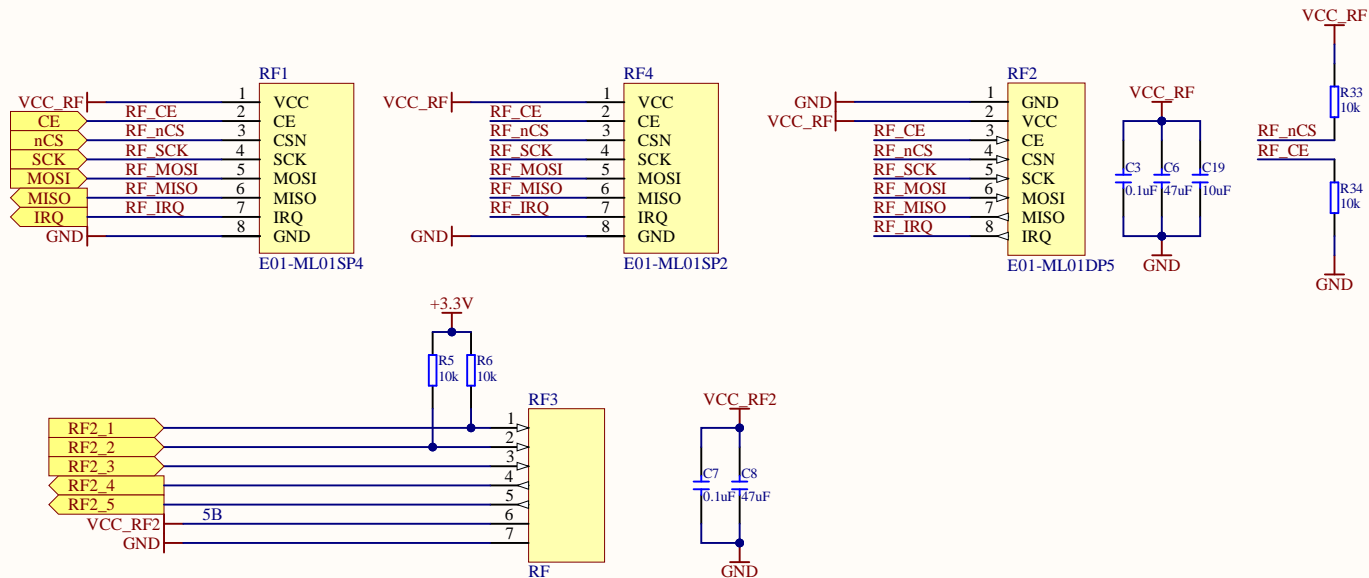 VCC_RF
RF1
RF4
RF2
VCC_RF
1
VCC
CE
RF_CE
2
CE
nCS
RF_nCS
3
CSN
SCK
RF_SCK
4
SCK
MOSI
RF_MOSI
5
MOSI
MISO
RF_MISO
6
MISO
IRQ
RF_IRQ
7
IRQ
GND
8
GND
E01-ML01SP4
VCC_RF
1
VCC
RF_CE
2
CE
RF_nCS
3
CSN
RF_SCK
4
SCK
RF_MOSI
5
MOSI
RF_MISO
6
MISO
RF_IRQ
7
IRQ
GND
8
GND
E01-ML01SP2
GND
1
GND
VCC_RF
2
VCC
RF_CE
3
CE
RF_nCS
4
CSN
RF_SCK
5
SCK
RF_MOSI
6
MOSI
RF_MISO
7
MISO
RF_IRQ
8
IRQ
E01-ML01DP5
VCC_RF
C3
0.1uF
C6
47uF
C19
10uF
GND
R33
10k
RF_nCS
RF_CE
R34
10k
GND
+3.3V
R5
10k
R6
10k
RF3
RF2_1
1
RF2_2
2
RF2_3
3
RF2_4
4
RF2_5
5
VCC_RF2
5B
6
GND
7
RF
VCC_RF2
C7
0.1uF
C8
47uF
GND